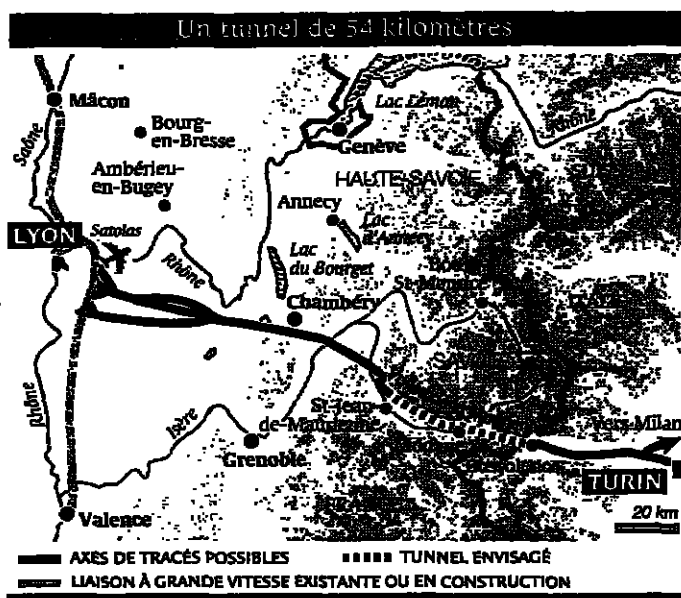 Un tunnel de 54 kilomètres
Mâcon
Lac Léman
Rhône
Saône
Bourg-
en-Bresse
Genève
HAUTE-SAVOIE
Ambérieu-
en-Bugey
Annecy
Lac
d'Annecy
LYON
Satolas
Rhône
Lac
du Bourget
Chambéry
Rhône
Isère
St-Jean
de-Maurienne
Grenoble
vers Milan
TURIN
Valence
20 km
AXES DE TRACÉS POSSIBLES
TUNNEL ENVISAGÉ
LIAISON À GRANDE VITESSE EXISTANTE OU EN CONSTRUCTION